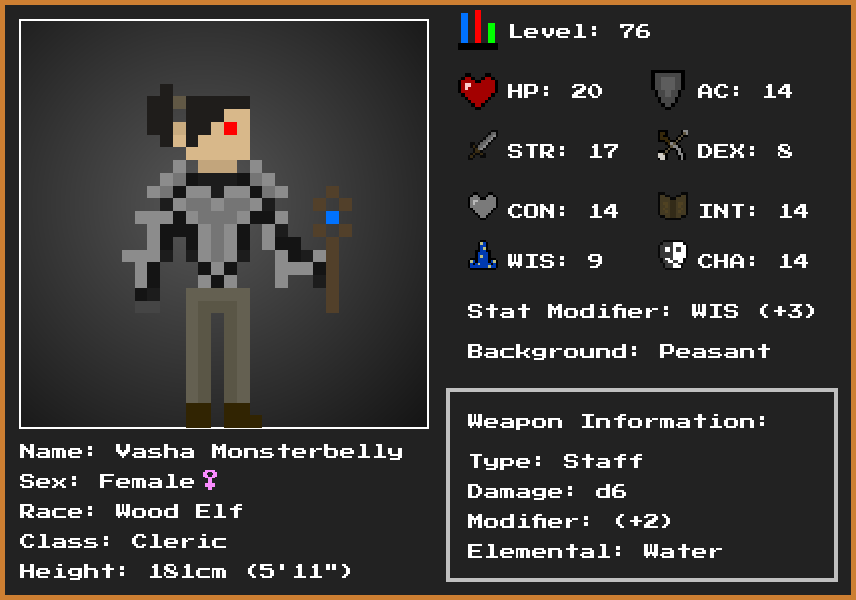 Level: 76
HP: 20
AC: 14
STR: 17
DEX: 8
CON: 14
INT: 14
WIS: 9
CHA: 14
Stat Modifier: WIS (+3)
Background: Peasant
Weapon Information:
Type: Staff
Damage: d6
Modifier: (+2)
Elemental: Water
Name: Vasha Monsterbelly
Sex: Female♀
Race: Wood Elf
Class: Cleric
Height: 181cm (5'11")